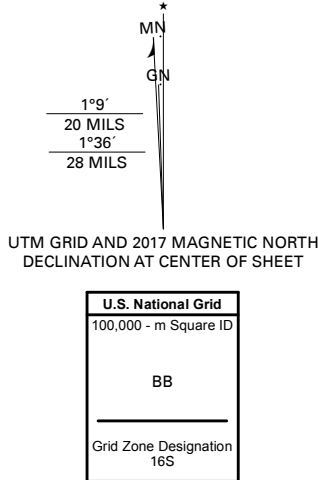 ★
MN
GN
1°9´
20 MILS
1°36´
28 MILS
UTM GRID AND 2017 MAGNETIC NORTH
DECLINATION AT CENTER OF SHEET
U.S. National Grid
100,000 - m Square ID
BB
Grid Zone Designation
16S